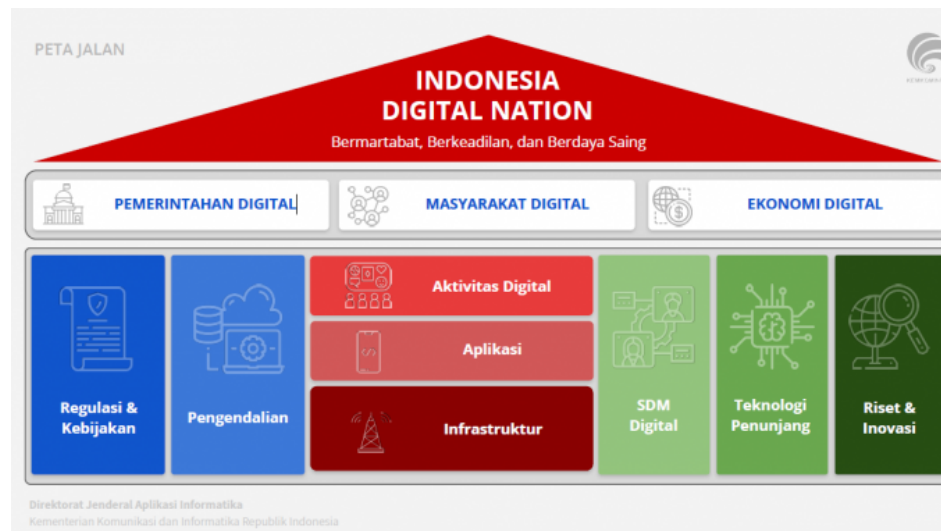 PETA JALAN
INDONESIA
DIGITAL NATION
Bermartabat, Berkeadilan, dan Berdaya Saing
PEMERINTAHAN DIGITAL
MASYARAKAT DIGITAL
EKONOMI DIGITAL
Regulasi &
Kebijakan
Pengendalian
Aktivitas Digital
Aplikasi
Infrastruktur
SDM
Digital
Teknologi
Penunjang
Riset &
Inovasi
Direktorat Jenderal Aplikasi Informatika
Kementerian Komunikasi dan Informatika Republik Indonesia